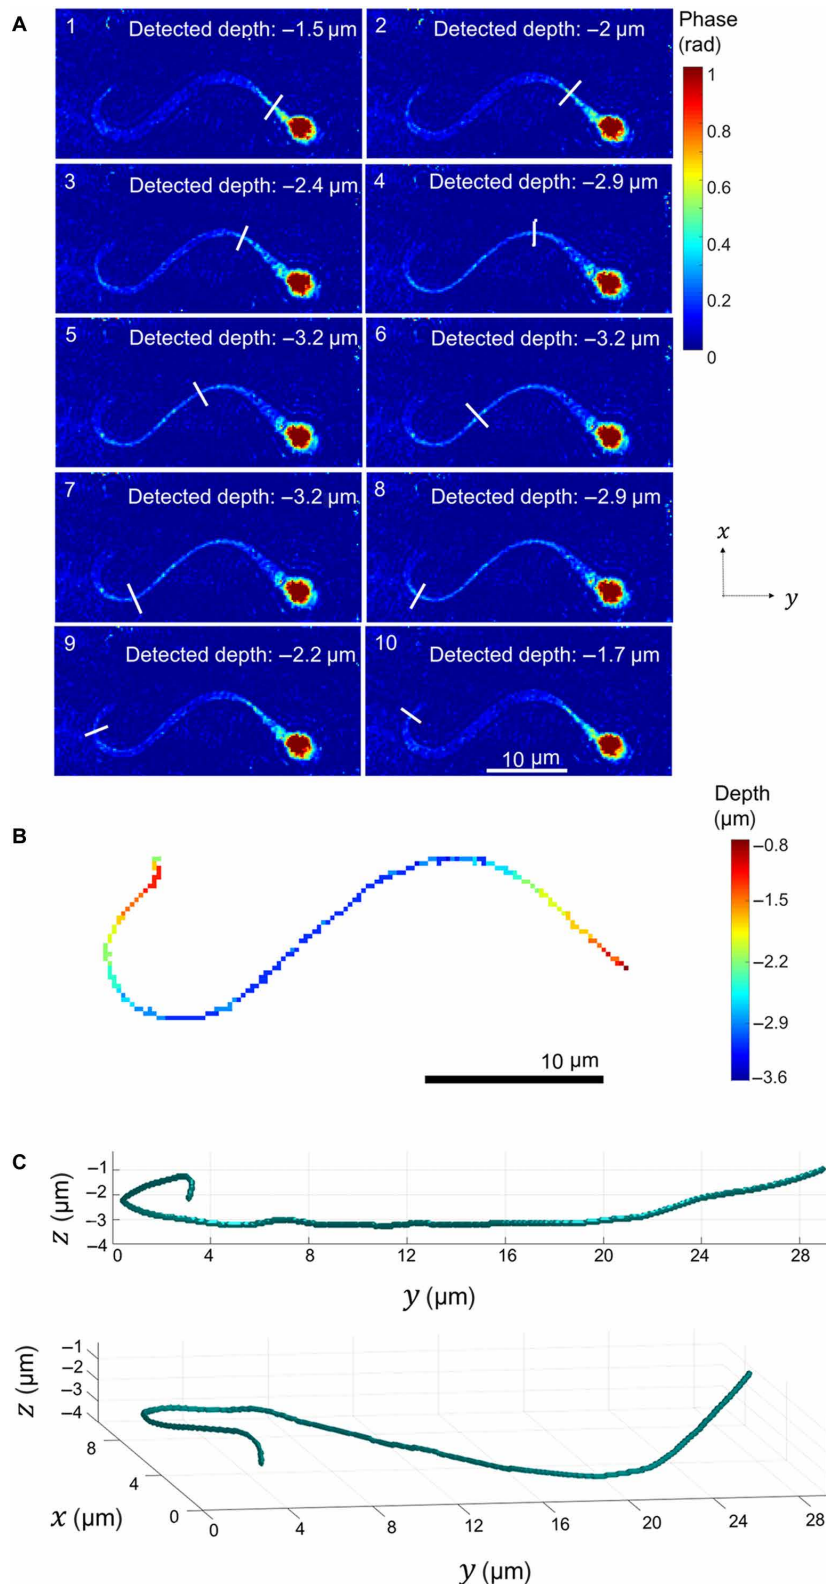 A
1 Detected depth: –1.5 µm
2 Detected depth: –2 µm
Phase
(rad)
1
0.8
0.6
0.4
0.2
0
3 Detected depth: –2.4 µm
4 Detected depth: –2.9 µm
5 Detected depth: –3.2 µm
6 Detected depth: –3.2 µm
7 Detected depth: –3.2 µm
8 Detected depth: –2.9 µm
x
y
9 Detected depth: –2.2 µm
10 Detected depth: –1.7 µm
10 µm
B
Depth
(µm)
–0.8
–1.5
–2.2
–2.9
–3.6
10 µm
C
z (µm)
–1
–2
–3
–4
0 4 8 12 16 20 24 28
y (µm)
z (µm)
–1
–2
–3
–4
x (µm)
8
4
0
0 4 8 12 16 20 24 28
y (µm)